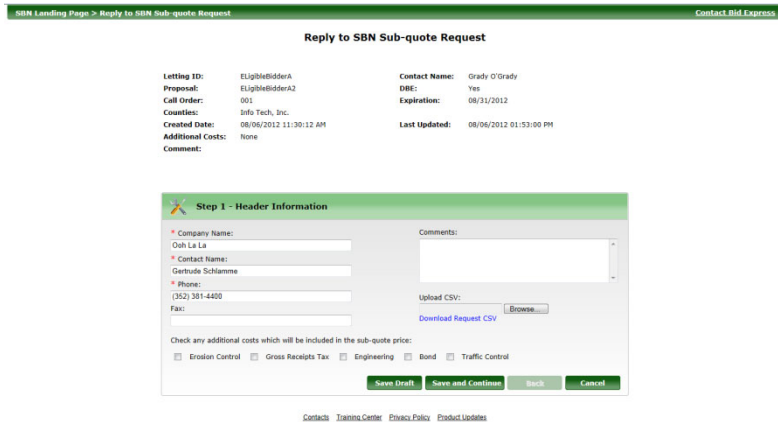 SBN Landing Page > Reply to SBN Sub-quote Request Contact Bid Express
Reply to SBN Sub-quote Request
Letting ID: ELigibleBidderA Contact Name: Grady O'Grady
Proposal: ELigibleBidderA2 DBE: Yes
Call Order: 001 Expiration: 08/31/2012
Counties: Info Tech, Inc.
Created Date: 08/06/2012 11:30:12 AM Last Updated: 08/06/2012 01:53:00 PM
Additional Costs: None
Comment:
Step 1 - Header Information
* Company Name: Comments:
Ooh La La
* Contact Name:
Gertrude Schlamme
* Phone:
(352) 381-4400 Upload CSV:
Fax: Browse...
Download Request CSV
Check any additional costs which will be included in the sub-quote price:
Erosion Control Gross Receipts Tax Engineering Bond Traffic Control
Save Draft Save and Continue Back Cancel
Contacts Training Center Privacy Policy Product Updates